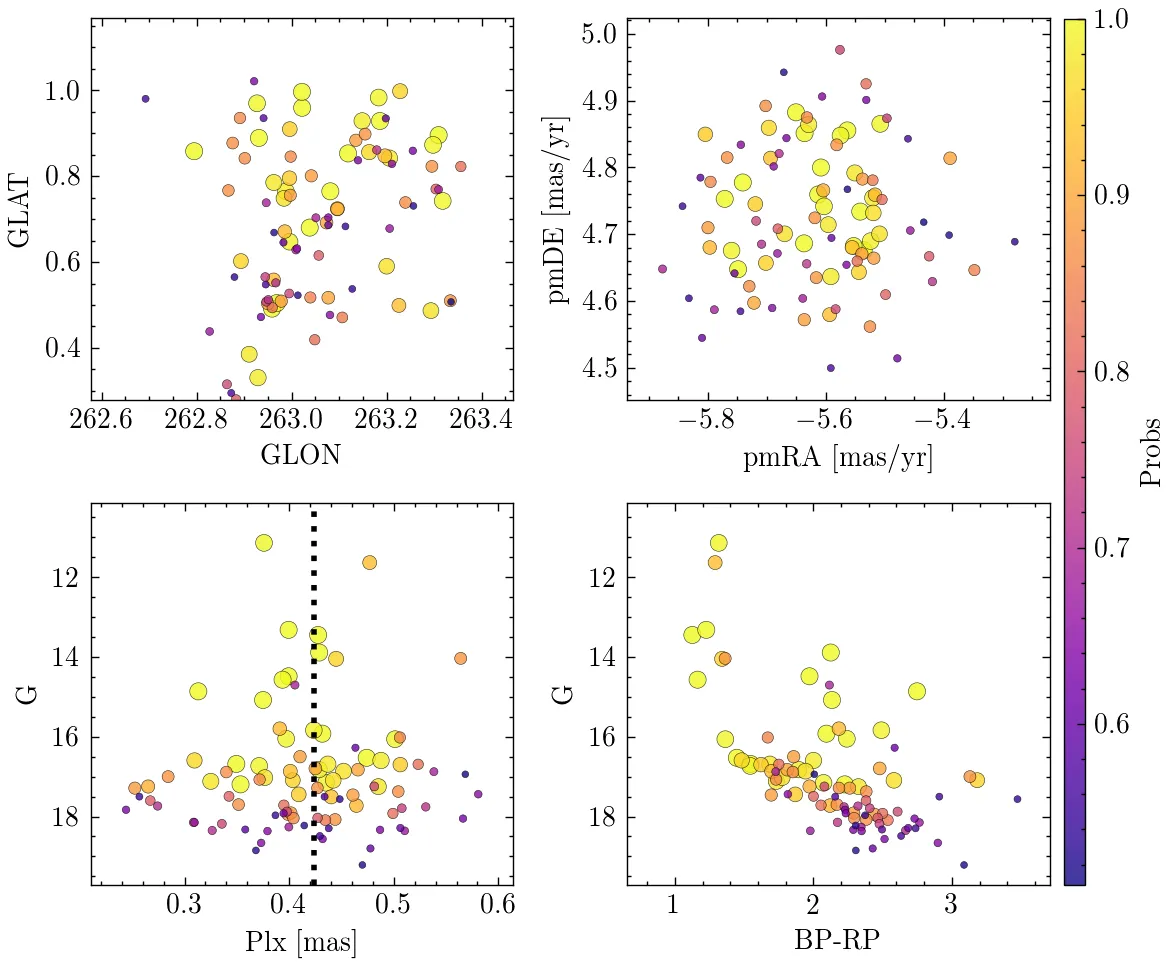 1.0
0.8
0.6
0.4
GLAT
262.6 262.8 263.0 263.2 263.4
GLON
5.0
4.9
4.8
4.7
4.6
4.5
pmDE [mas/yr]
−5.8 −5.6 −5.4
pmRA [mas/yr]
12
14
16
18
G
0.3 0.4 0.5 0.6
Plx [mas]
12
14
16
18
G
1 2 3
BP-RP
1.0
0.9
0.8
0.7
0.6
Probs